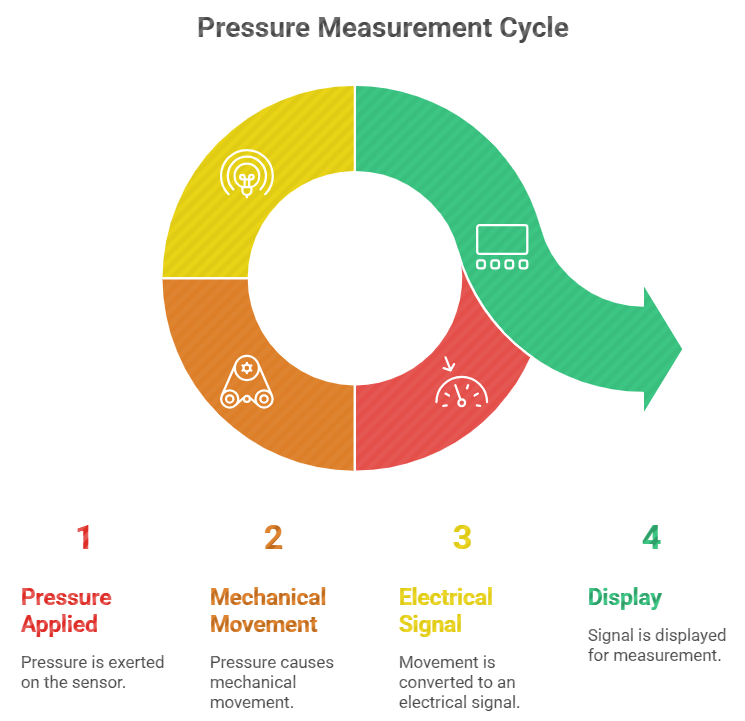 Pressure Measurement Cycle
1
Pressure
Applied
Pressure is exerted
on the sensor.
2
Mechanical
Movement
Pressure causes
mechanical
movement.
3
Electrical
Signal
Movement is
converted to an
electrical signal.
4
Display
Signal is displayed
for measurement.